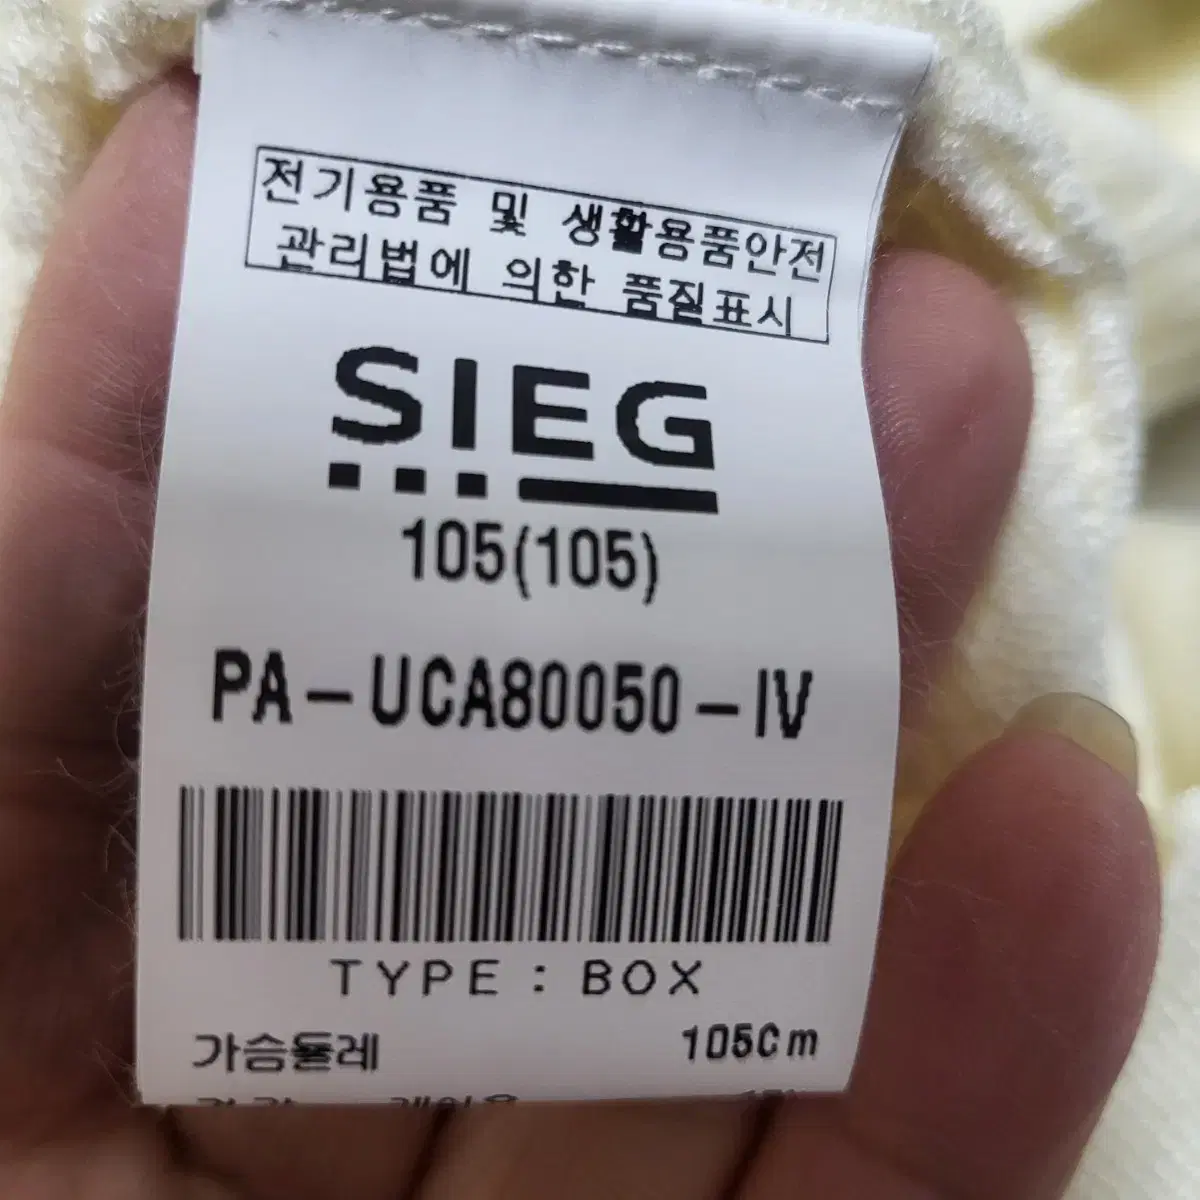 전기용품 및 생활용품안전
관리법에 의한 품질표시
SIEG
105(105)
PA-UCA80050-IV
TYPE : BOX
가슴둘레 105Cm